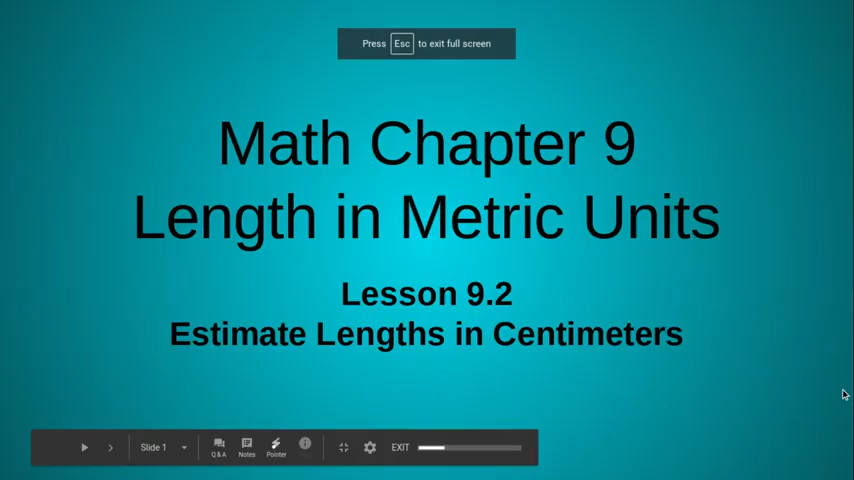 Press Esc to exit full screen
Math Chapter 9
Length in Metric Units
Lesson 9.2
Estimate Lengths in Centimeters
Slide 1
Q & A Notes Pointer
EXIT